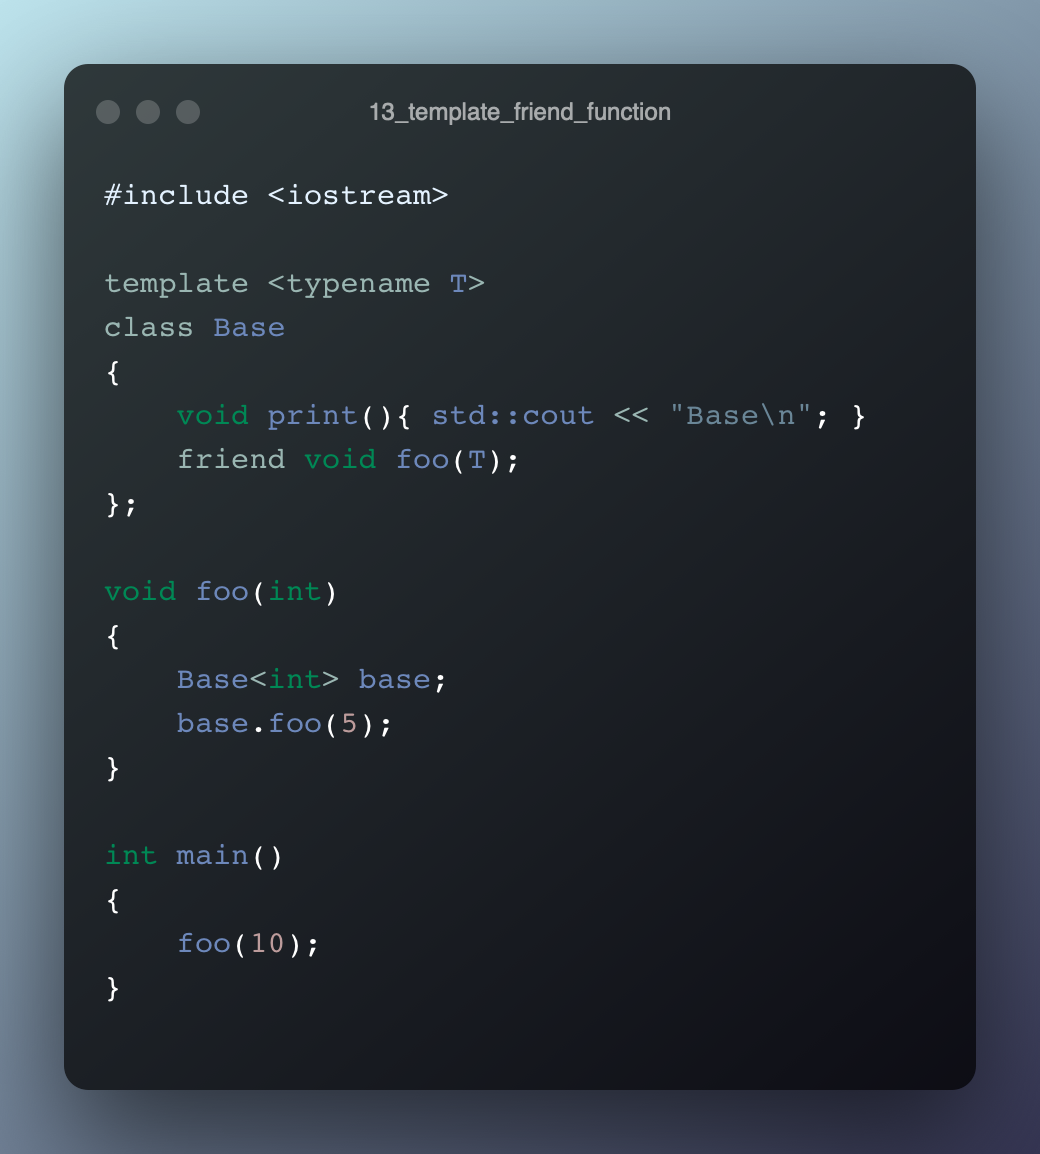 13_template_friend_function
#include <iostream>
template <typename T>
class Base
{
    void print(){ std::cout << "Base\n"; }
    friend void foo(T);
};
void foo(int)
{
    Base<int> base;
    base.foo(5);
}
int main()
{
    foo(10);
}